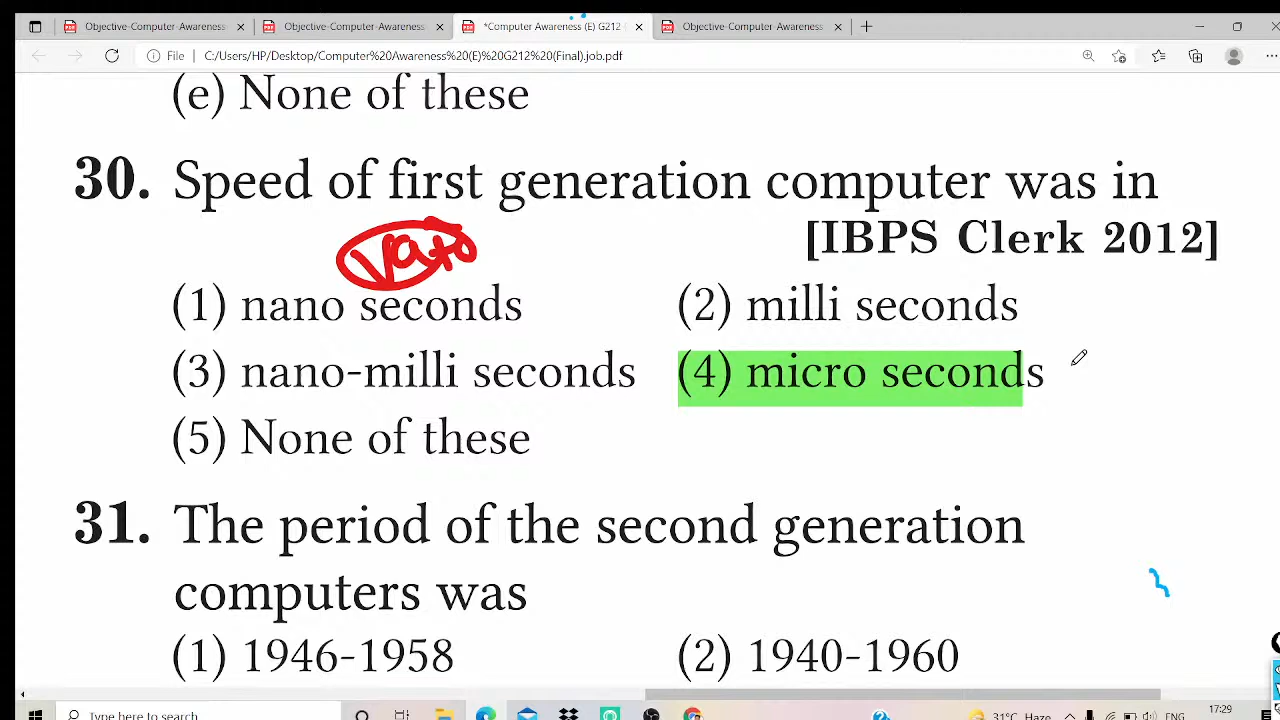 Objective-Computer-Awareness
Objective-Computer-Awareness
*Computer Awareness (E) G212
Objective-Computer-Awareness
File
C:/Users/HP/Desktop/Computer%20Awareness%20(E)%20G212%20(Final).job.pdf
(e) None of these
30. Speed of first generation computer was in
[IBPS Clerk 2012]
(1) nano seconds
(2) milli seconds
(3) nano-milli seconds
(4) micro seconds
(5) None of these
31. The period of the second generation
computers was
(1) 1946-1958
(2) 1940-1960
Type here to search
31°C Haze
ENG
17:29